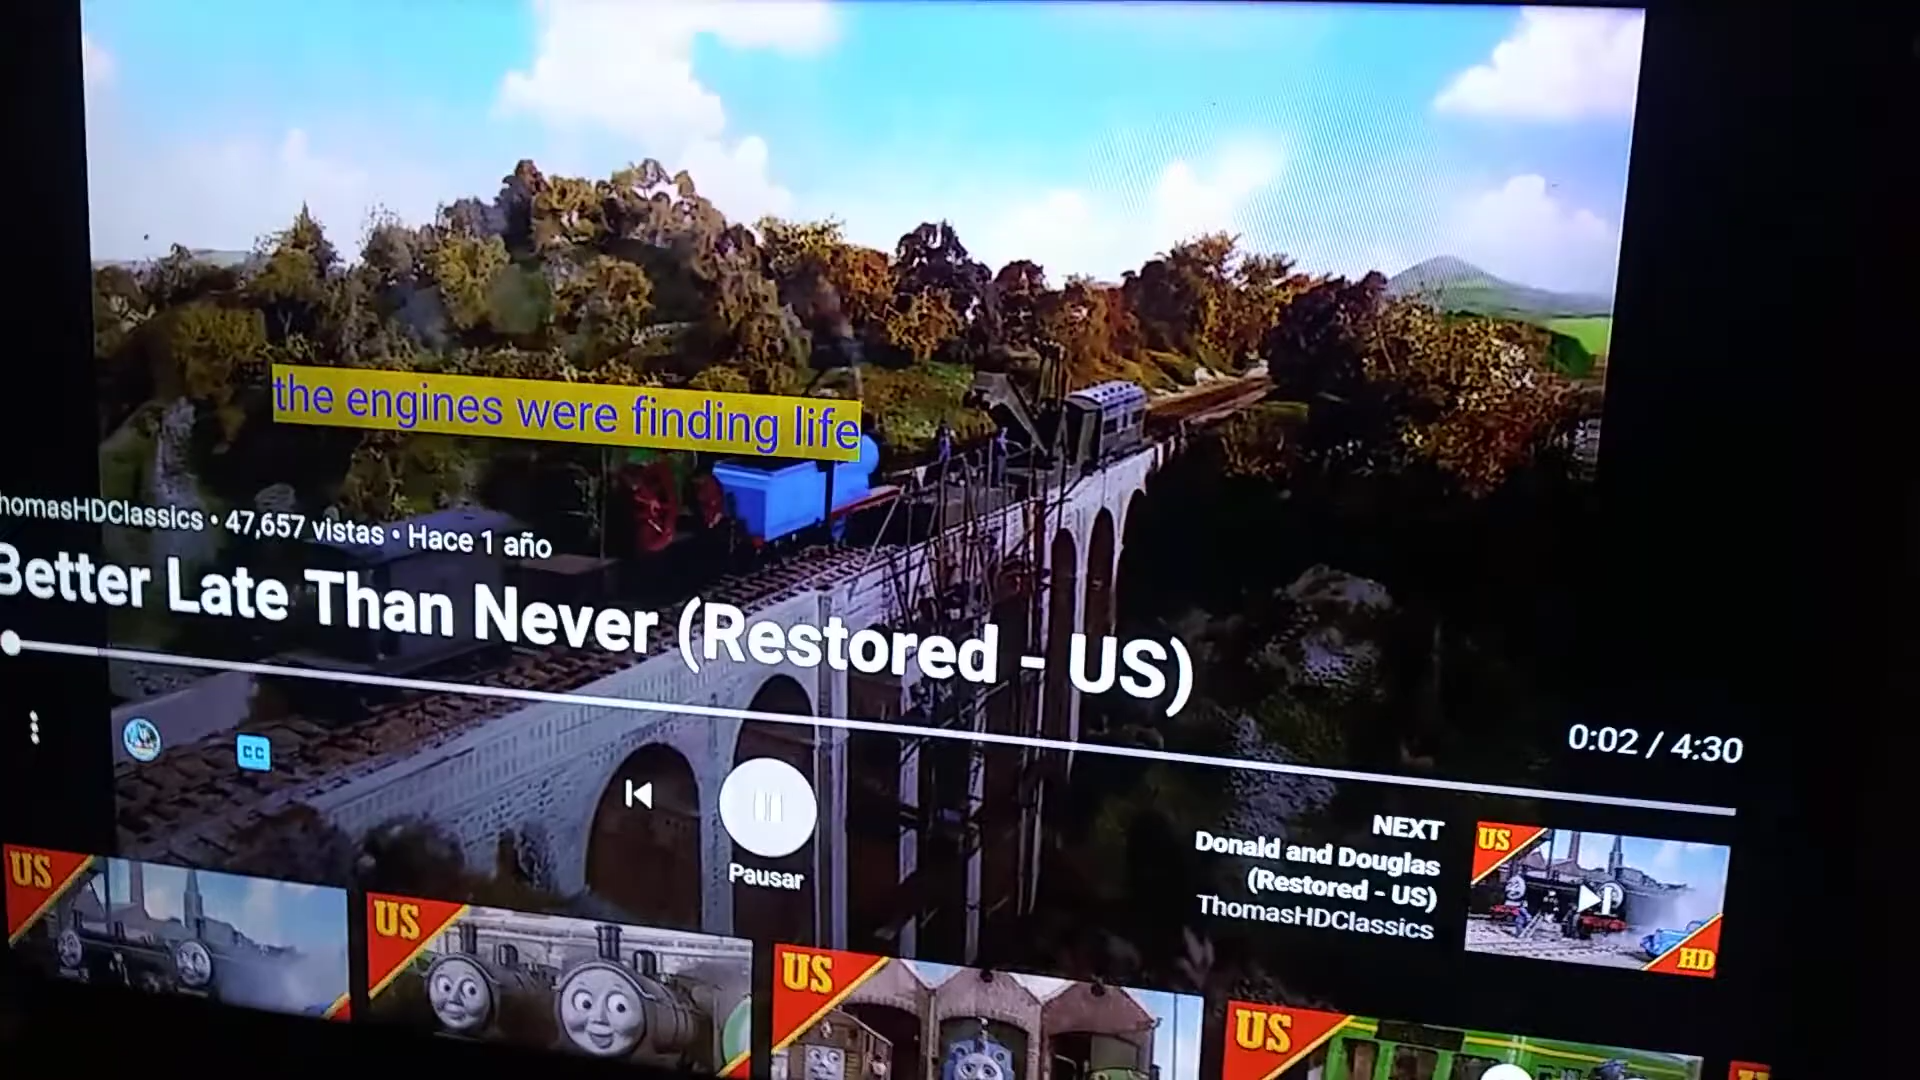 the engines were finding life
homasHDClassics • 47,657 vistas • Hace 1 año
Better Late Than Never (Restored - US)
0:02 / 4:30
CC
Pausar
NEXT
Donald and Douglas
(Restored - US)
ThomasHDClassics
US
HD
US
US
US
US